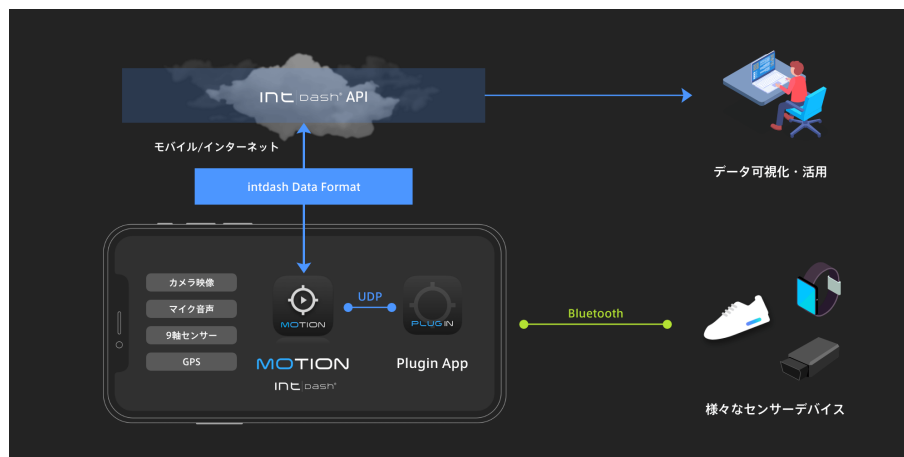 intdash® API
モバイル/インターネット
データ可視化・活用
intdash Data Format
カメラ映像
マイク音声
9軸センサー
GPS
MOTION
UDP
PLUGIN
Bluetooth
MOTION
Plugin App
intdash®
様々なセンサーデバイス